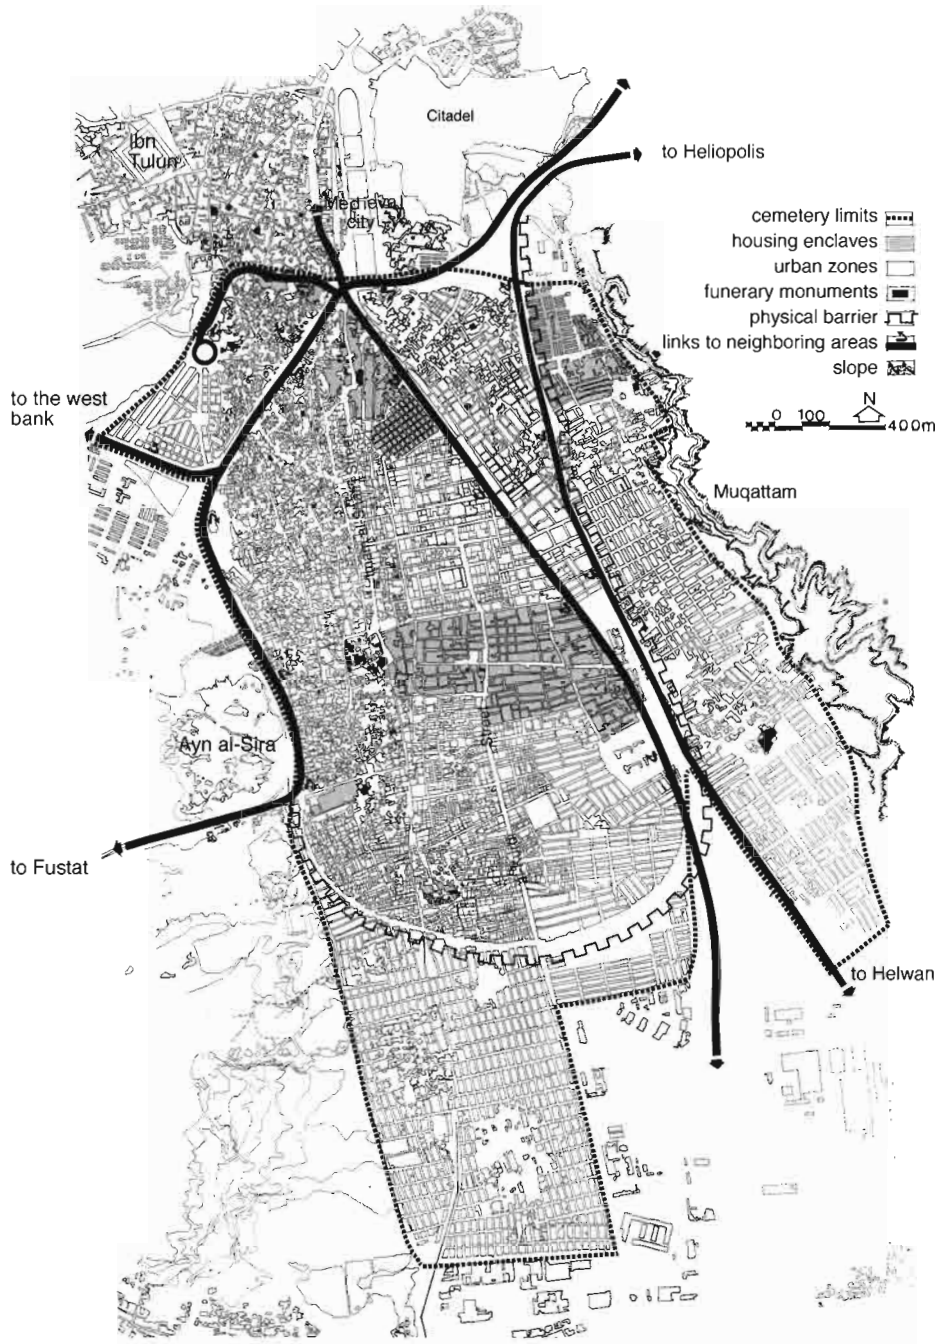 Citadel
Ibn
Tulun
to Heliopolis
Medieval
city
cemetery limits
housing enclaves
urban zones
funerary monuments
physical barrier
links to neighboring areas
slope
to the west
bank
N
0 100 400m
Muqattam
Street
Ayn al-Sira
to Fustat
to Helwan